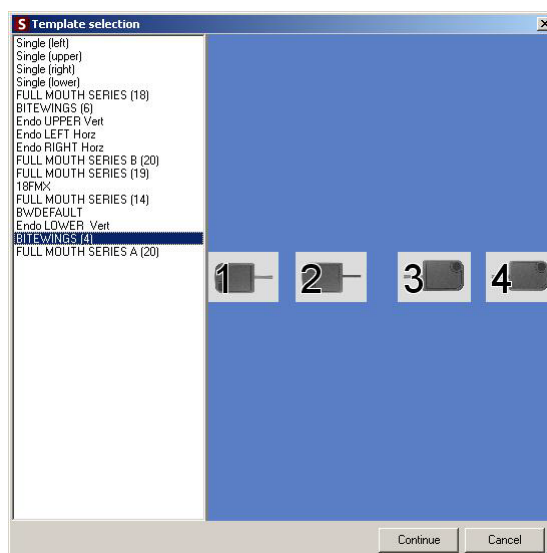 S Template selection
Single (left)
Single (upper)
Single (right)
Single (lower)
FULL MOUTH SERIES (18)
BITEWINGS (6)
Endo UPPER Vert
Endo LEFT Horz
Endo RIGHT Horz
FULL MOUTH SERIES B (20)
FULL MOUTH SERIES (19)
18FMX
FULL MOUTH SERIES (14)
BWDEFAULT
Endo LOWER  Vert
BITEWINGS (4)
FULL MOUTH SERIES A (20)
1 2 3 4
Continue Cancel